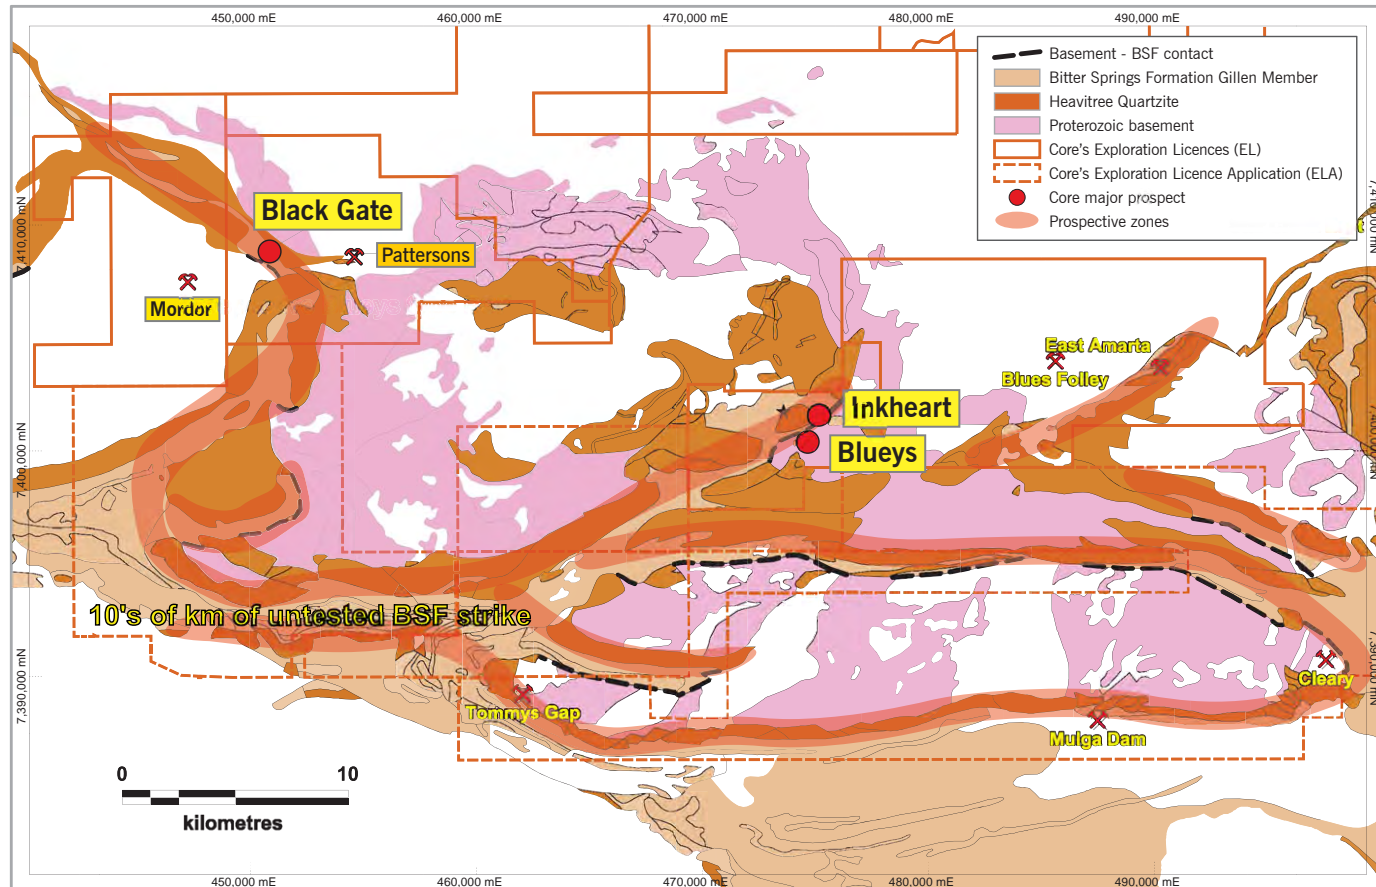 450,000 mE
460,000 mE
470,000 mE
480,000 mE
490,000 mE
Basement - BSF contact
Bitter Springs Formation Gillen Member
Heavitree Quartzite
Proterozoic basement
Core's Exploration Licences (EL)
Core's Exploration Licence Application (ELA)
Core major prospect
Prospective zones
7,410,000 mN
Black Gate
Pattersons
Mordor
East Amarta
Blues Folley
Inkheart
Blueys
7,400,000 mN
10's of km of untested BSF strike
7,390,000 mN
7,390,000 mN
Cleary
Tommys Gap
Mulga Dam
0
10
kilometres
450,000 mE
460,000 mE
470,000 mE
480,000 mE
490,000 mE